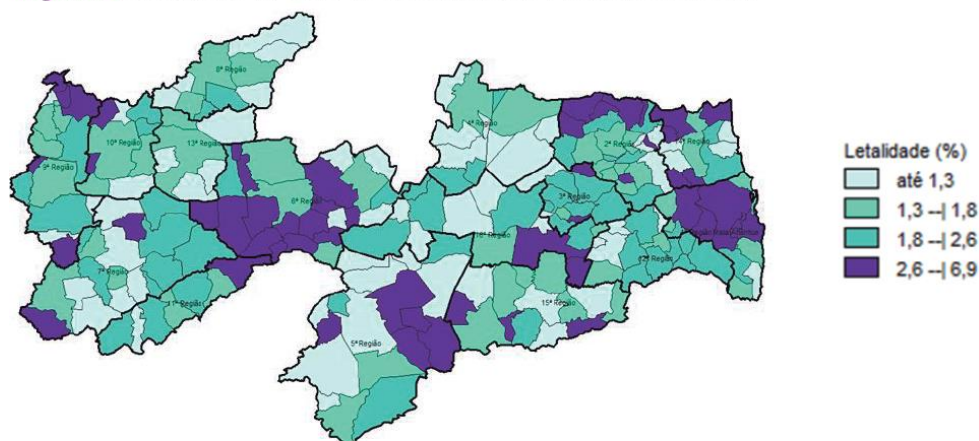 8ª Região
4ª Região
10ª Região
13ª Região
2ª Região
9ª Região
6ª Região
3ª Região
16ª Região
12ª Região
7ª Região
11ª Região
15ª Região
5ª Região
Letalidade (%)
até 1,3
1,3 --| 1,8
1,8 --| 2,6
2,6 --| 6,9